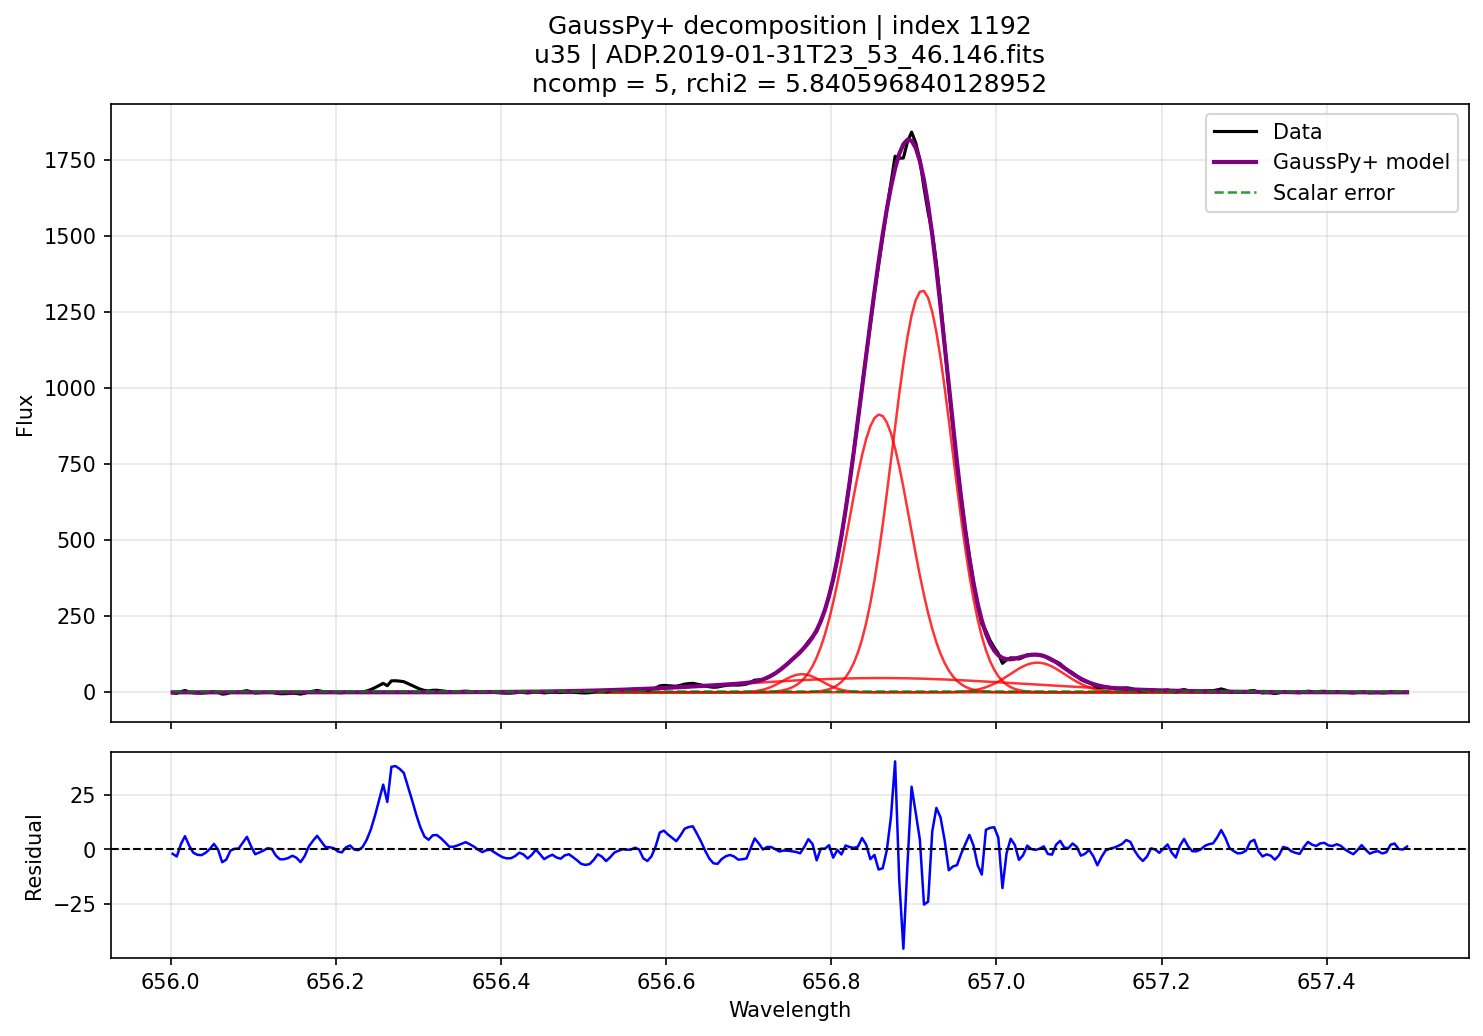 GaussPy+ decomposition | index 1192
u35 | ADP.2019-01-31T23_53_46.146.fits
ncomp = 5, rchi2 = 5.840596840128952
Data
GaussPy+ model
Scalar error
Flux
1750
1500
1250
1000
750
500
250
0
Residual
25
0
−25
656.0
656.2
656.4
656.6
656.8
657.0
657.2
657.4
Wavelength